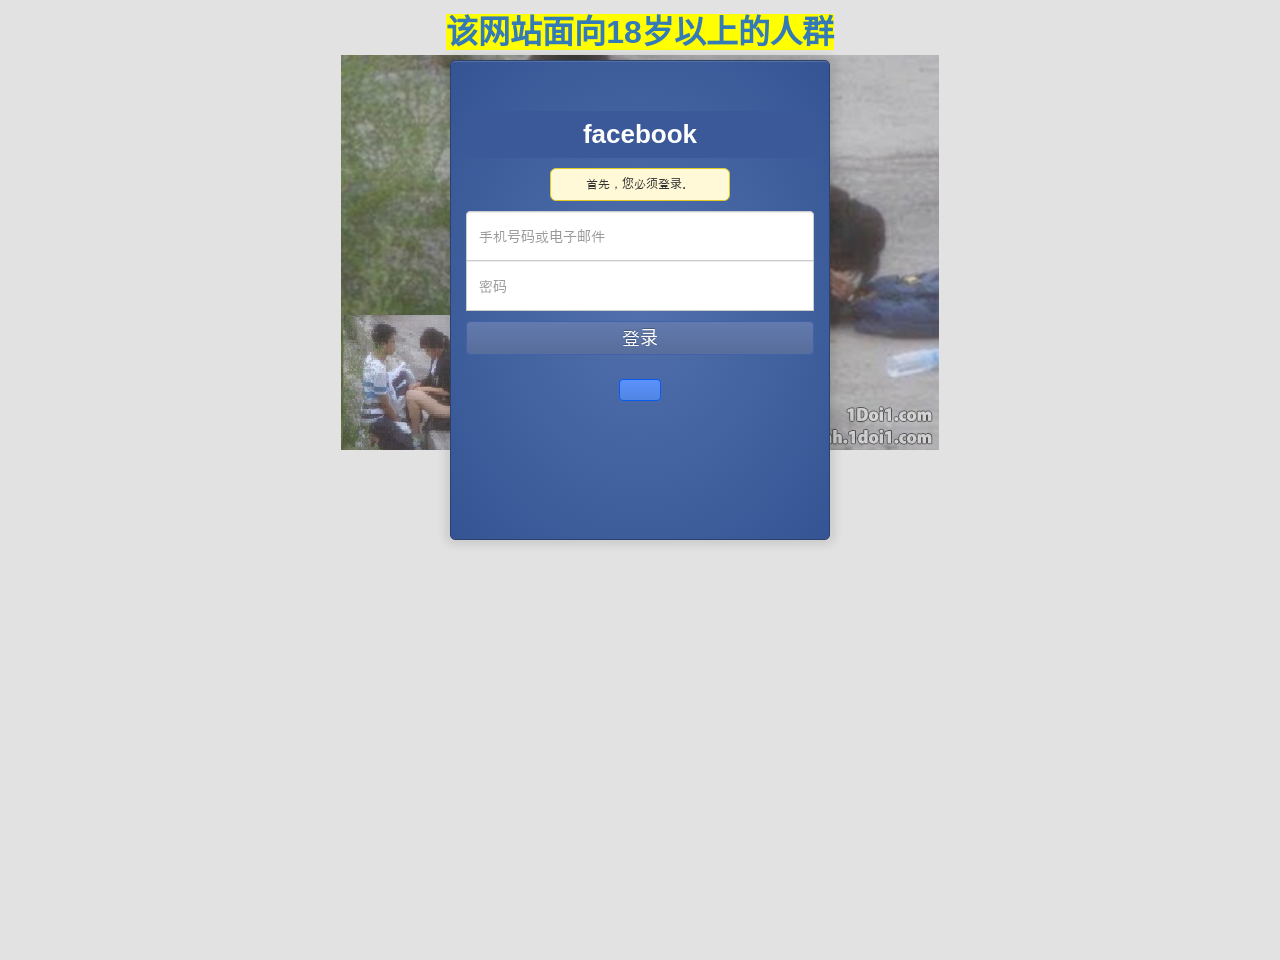 该网站面向18岁以上的人群
facebook
首先，您必须登录。
手机号码或电子邮件
密码
登录
1Doi1.com
nh.1doi1.com